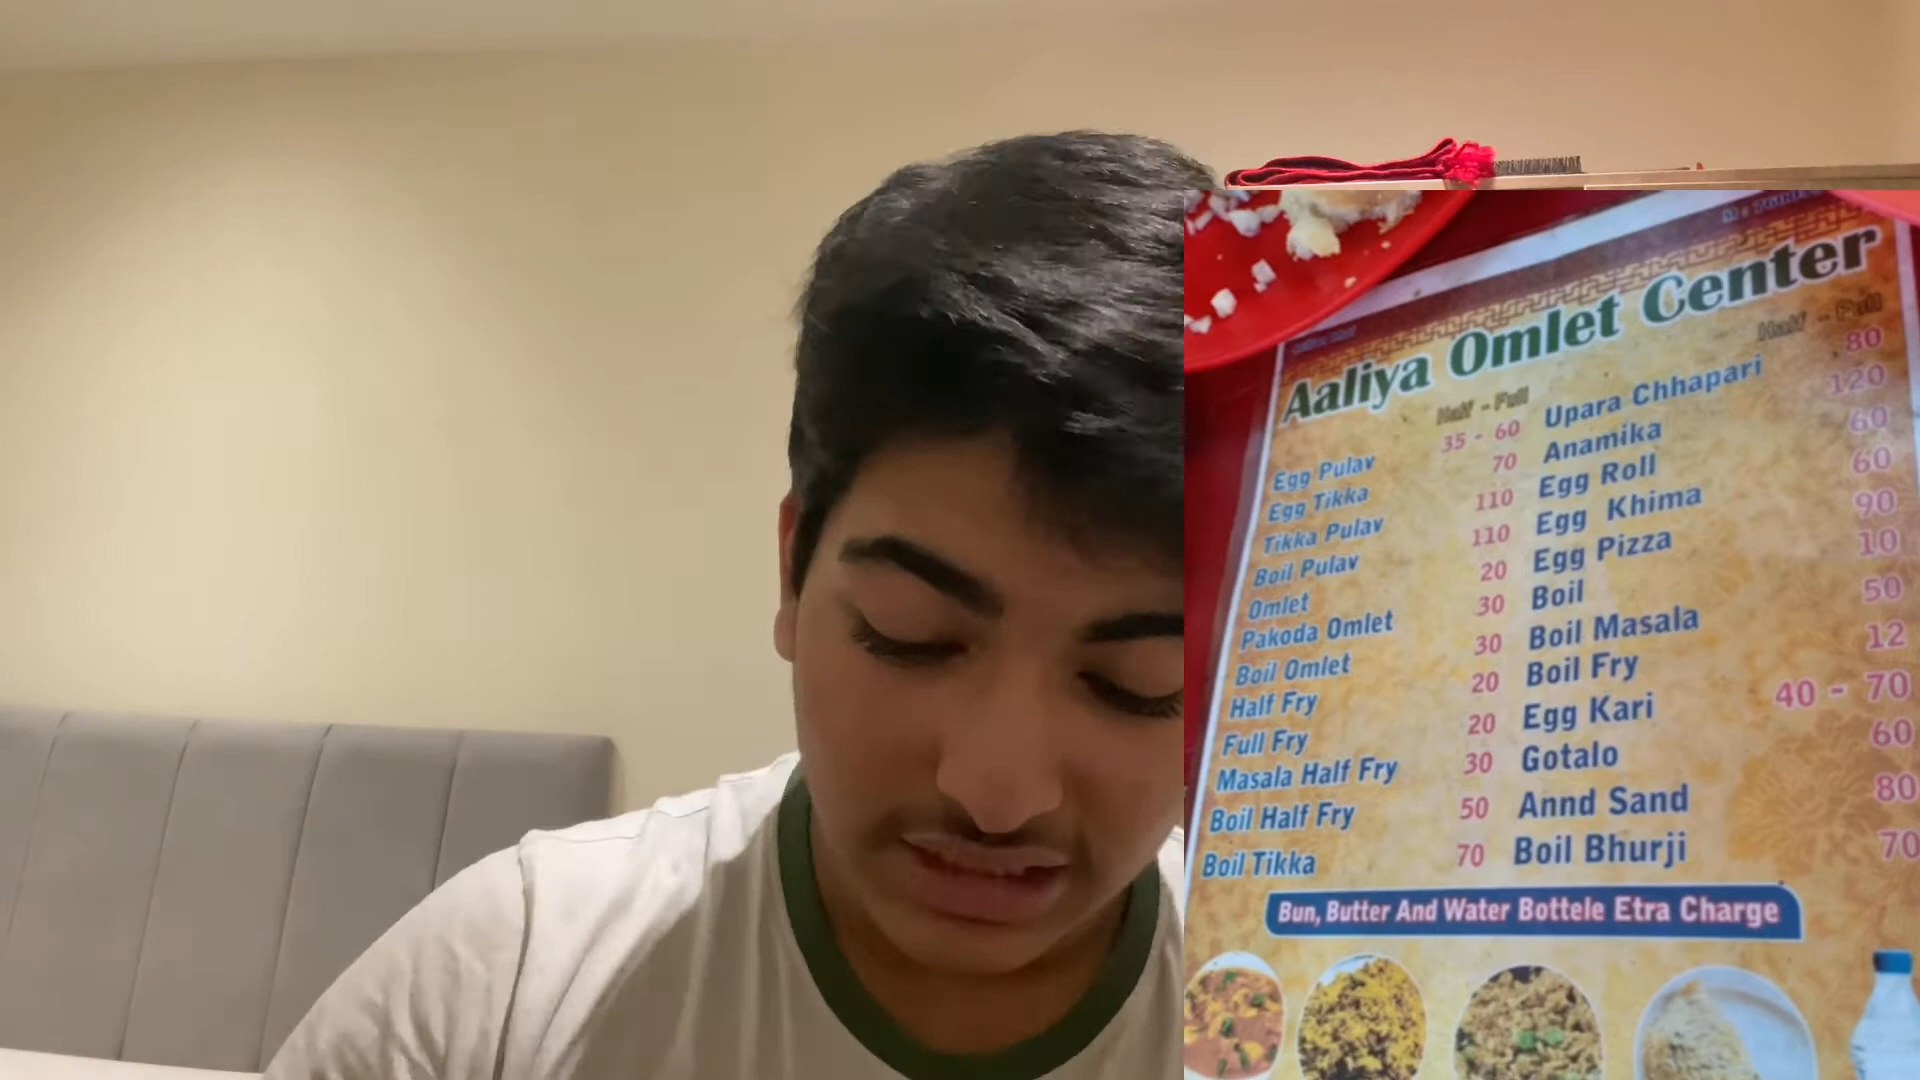 Aaliya Omlet Center
Half - Full
Egg Pulav 35 - 60
Egg Tikka 70
Tikka Pulav 110
Boil Pulav 110
Omlet 20
Pakoda Omlet 30
Boil Omlet 30
Half Fry 20
Full Fry 20
Masala Half Fry 30
Boil Half Fry 50
Boil Tikka 70
Half - Full
Upara Chhapari 80
Anamika 120
Egg Roll 60
Egg Khima 60
Egg Pizza 90
Boil 10
Boil Masala 50
Boil Fry 12
Egg Kari 40 - 70
Gotalo 60
Annd Sand 80
Boil Bhurji 70
Bun, Butter And Water Bottele Etra Charge